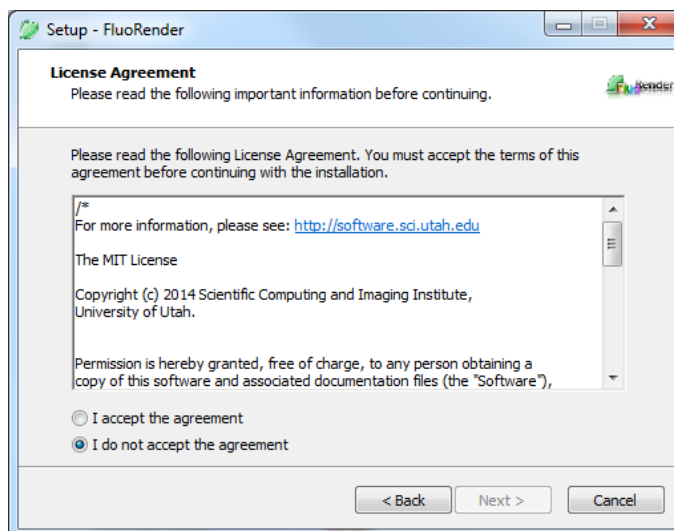 Setup - FluoRender
License Agreement
Please read the following important information before continuing.
FluoRender
Please read the following License Agreement. You must accept the terms of this
agreement before continuing with the installation.
/*
For more information, please see: http://software.sci.utah.edu
The MIT License
Copyright (c) 2014 Scientific Computing and Imaging Institute,
University of Utah.
Permission is hereby granted, free of charge, to any person obtaining a
copy of this software and associated documentation files (the "Software"),
I accept the agreement
I do not accept the agreement
< Back
Next >
Cancel